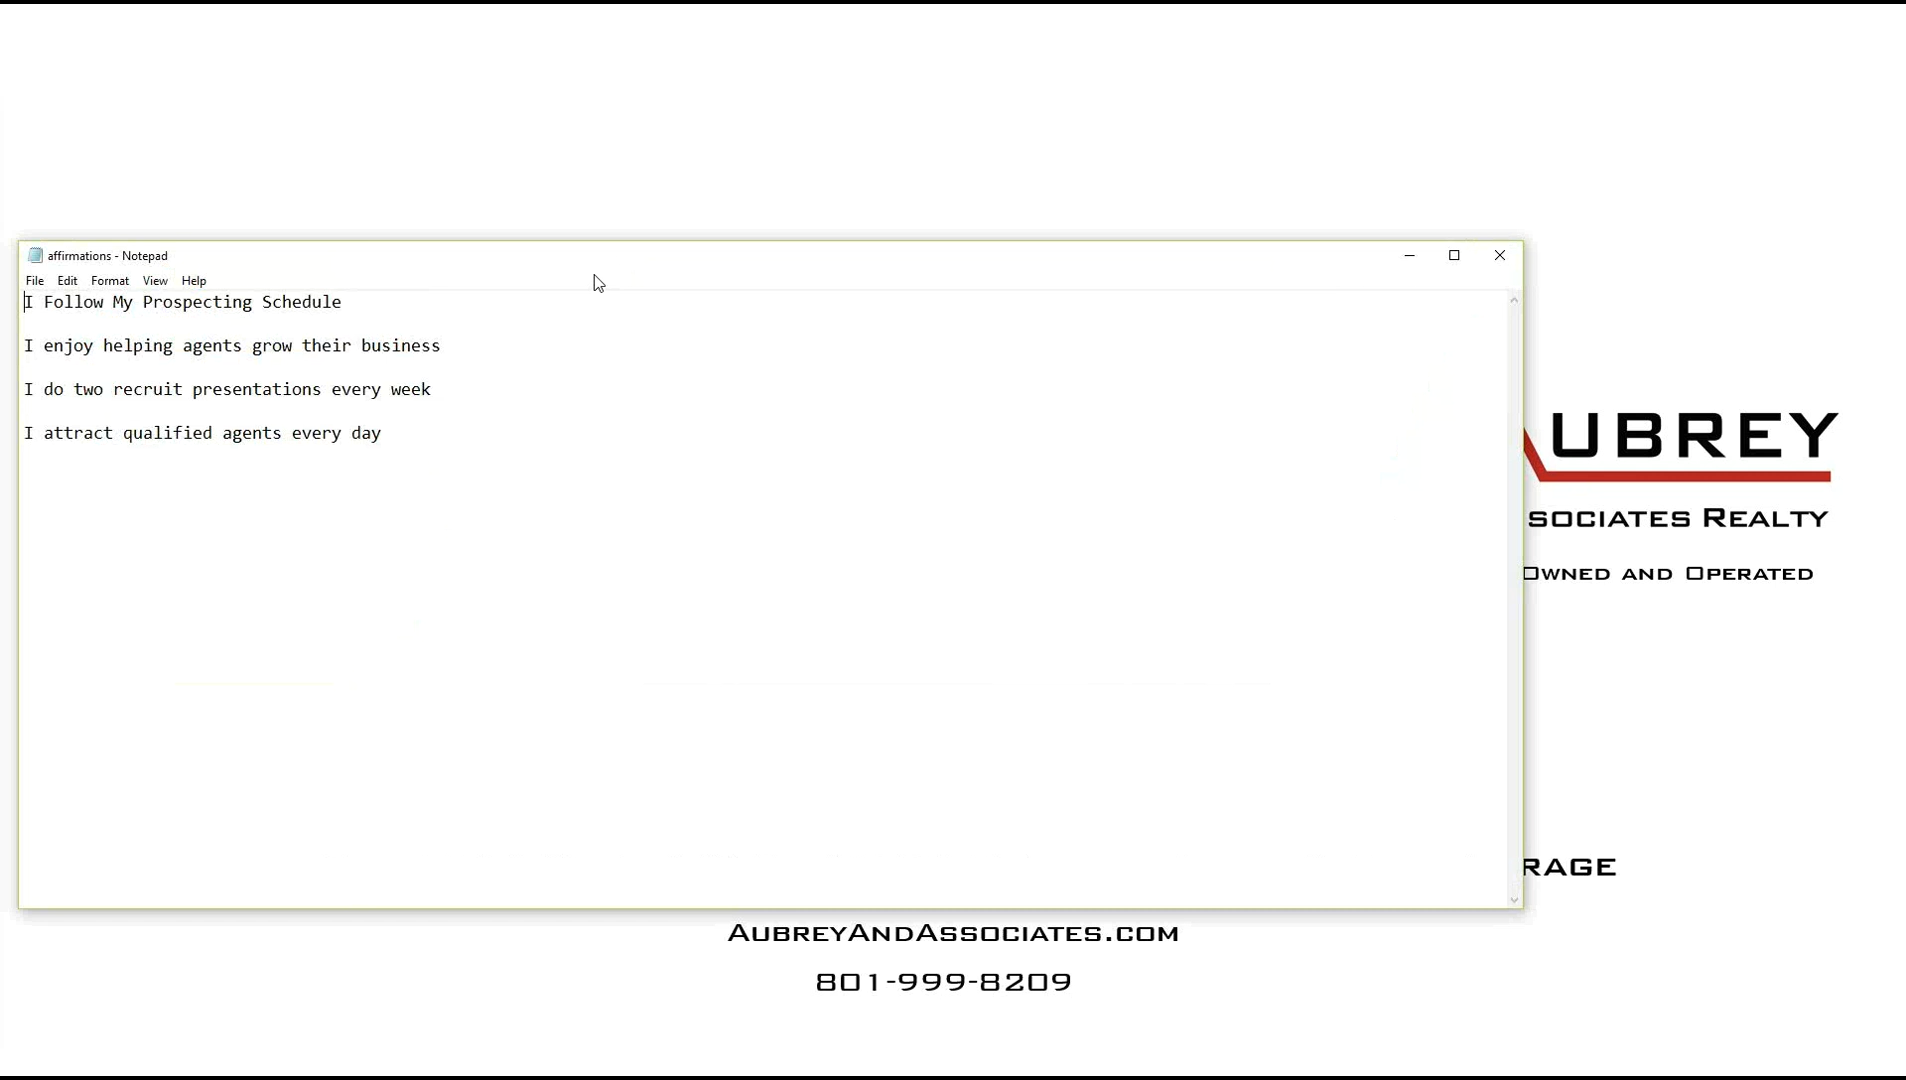 affirmations - Notepad
File Edit Format View Help
I Follow My Prospecting Schedule
I enjoy helping agents grow their business
I do two recruit presentations every week
I attract qualified agents every day
UBREY
SOCIATES REALTY
OWNED AND OPERATED
RAGE
AUBREYANDASSOCIATES.COM
801-999-8209